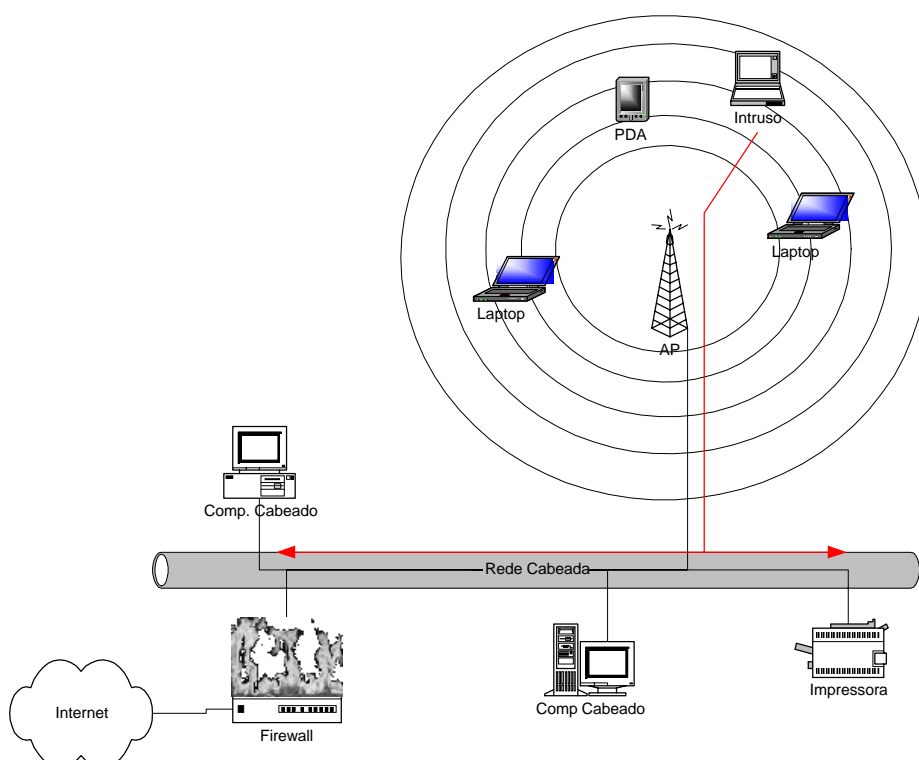 Intruso
PDA
Laptop
Laptop
AP
Comp. Cabeado
Rede Cabeada
Internet
Firewall
Comp Cabeado
Impressora